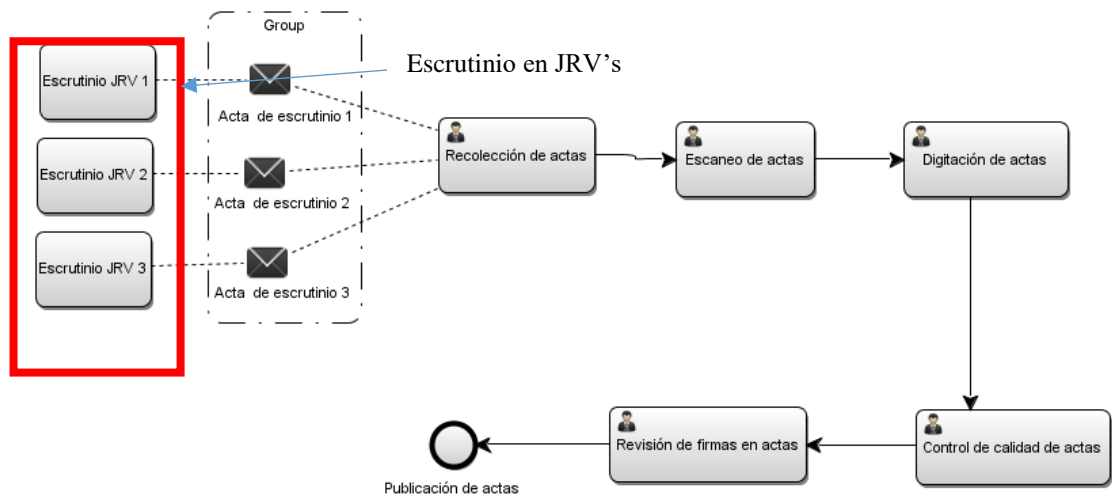 Group
Escrutinio en JRV’s
Escrutinio JRV 1
Acta de escrutinio 1
Escrutinio JRV 2
Acta de escrutinio 2
Escrutinio JRV 3
Acta de escrutinio 3
Recolección de actas
Escaneo de actas
Digitación de actas
Control de calidad de actas
Revisión de firmas en actas
Publicación de actas